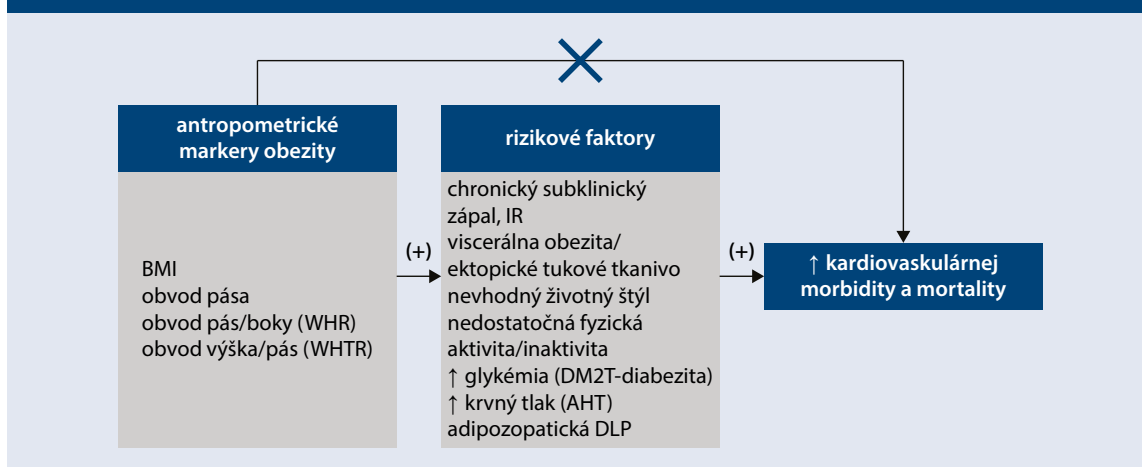 antropometrické
markery obezity
BMI
obvod pása
obvod pás/boky (WHR)
obvod výška/pás (WHTR)
(+)
rizikové faktory
chronický subklinický
zápal, IR
viscerálna obezita/
ektopické tukové tkanivo
nevhodný životný štýl
nedostatočná fyzická
aktivita/inaktivita
↑ glykémia (DM2T-diabezita)
↑ krvný tlak (AHT)
adipozopatická DLP
(+)
↑ kardiovaskulárnej
morbidity a mortality